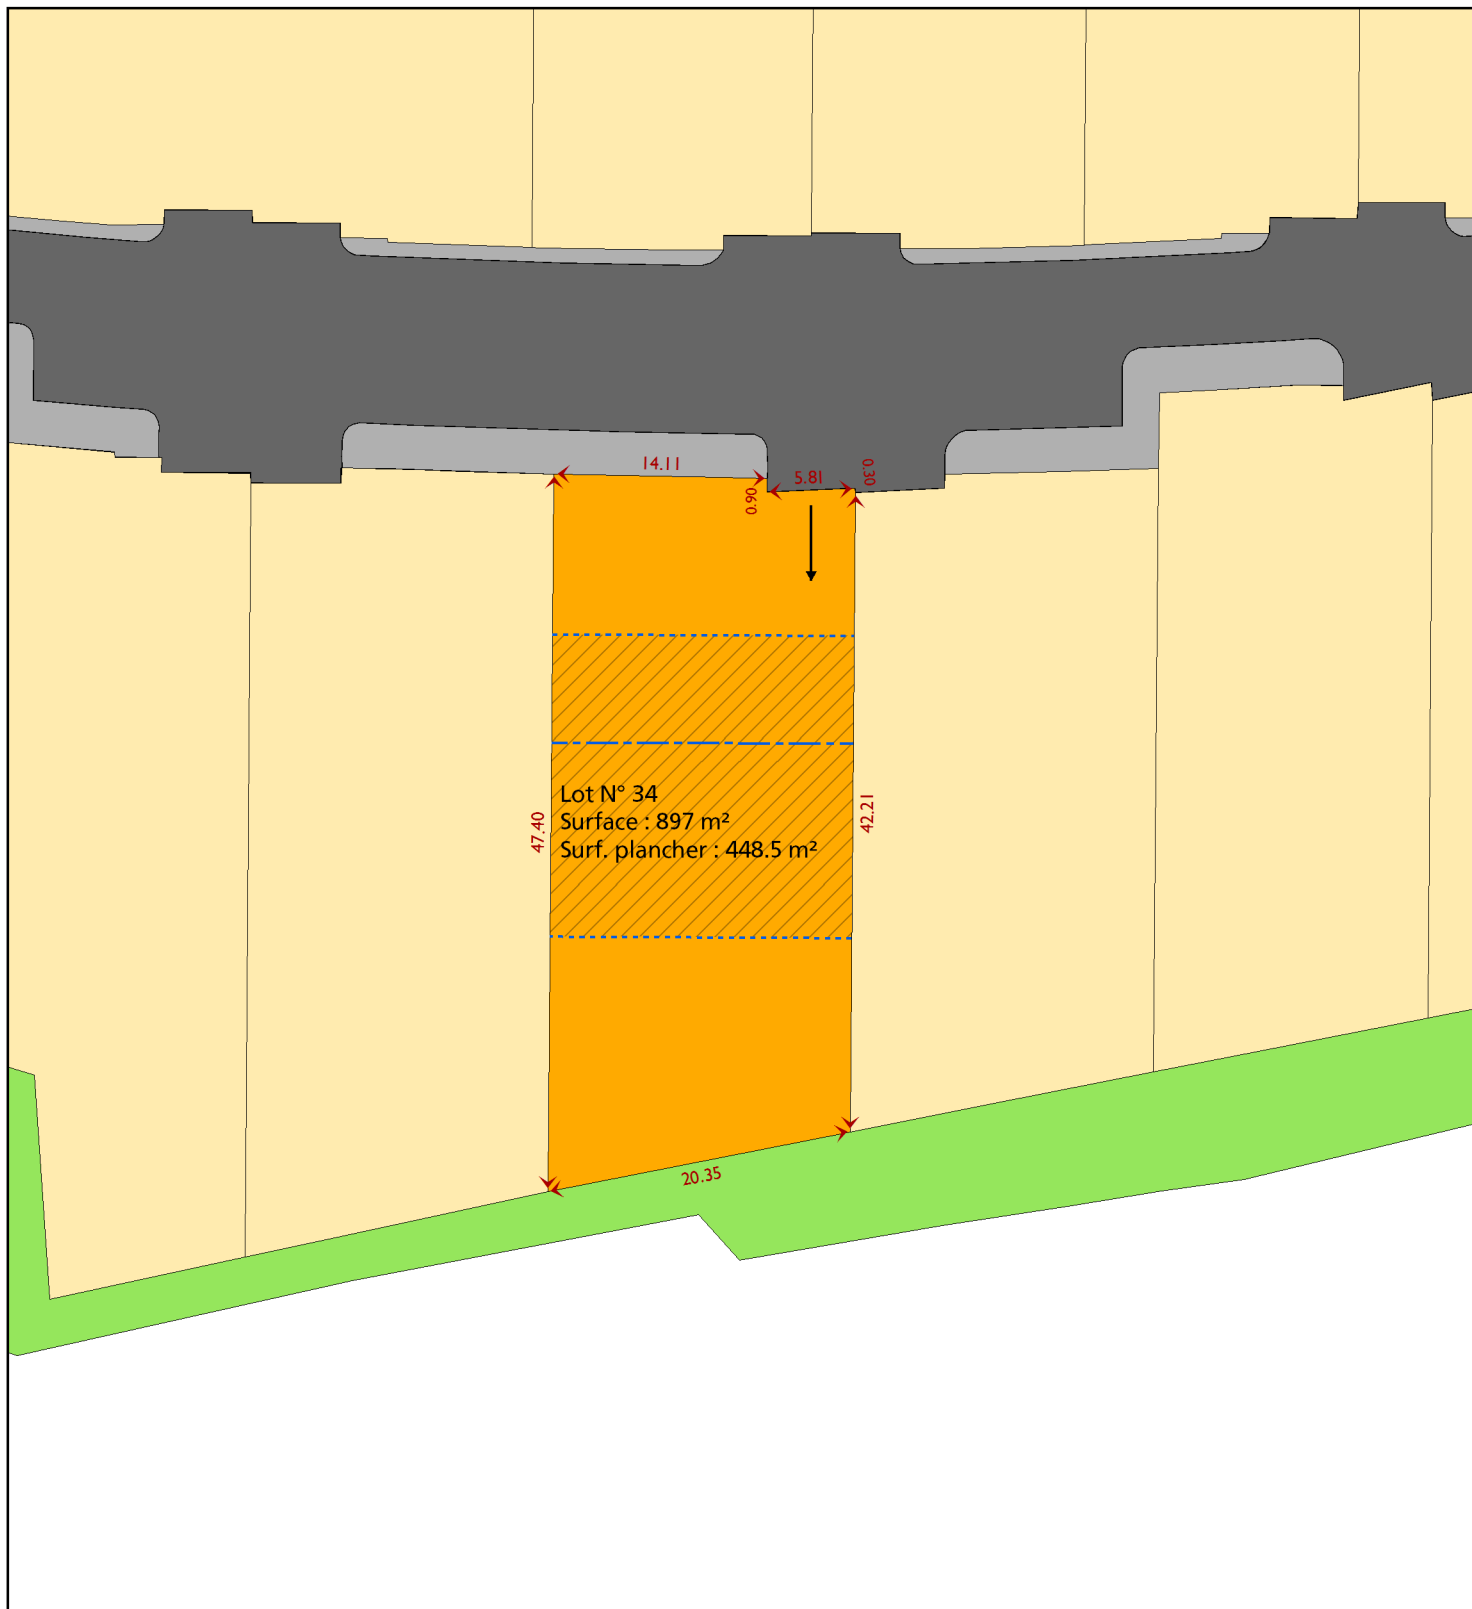 14.11
5.81
0.30
0.90
Lot N° 34
Surface : 897 m²
Surf. plancher : 448.5 m²
47.40
42.21
20.35